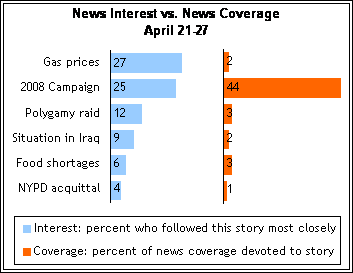 News Interest vs. News Coverage
April 21-27
Gas prices 27 2
2008 Campaign 25 44
Polygamy raid 12 3
Situation in Iraq 9 2
Food shortages 6 3
NYPD acquittal 4 1
Interest: percent who followed this story most closely
Coverage: percent of news coverage devoted to story